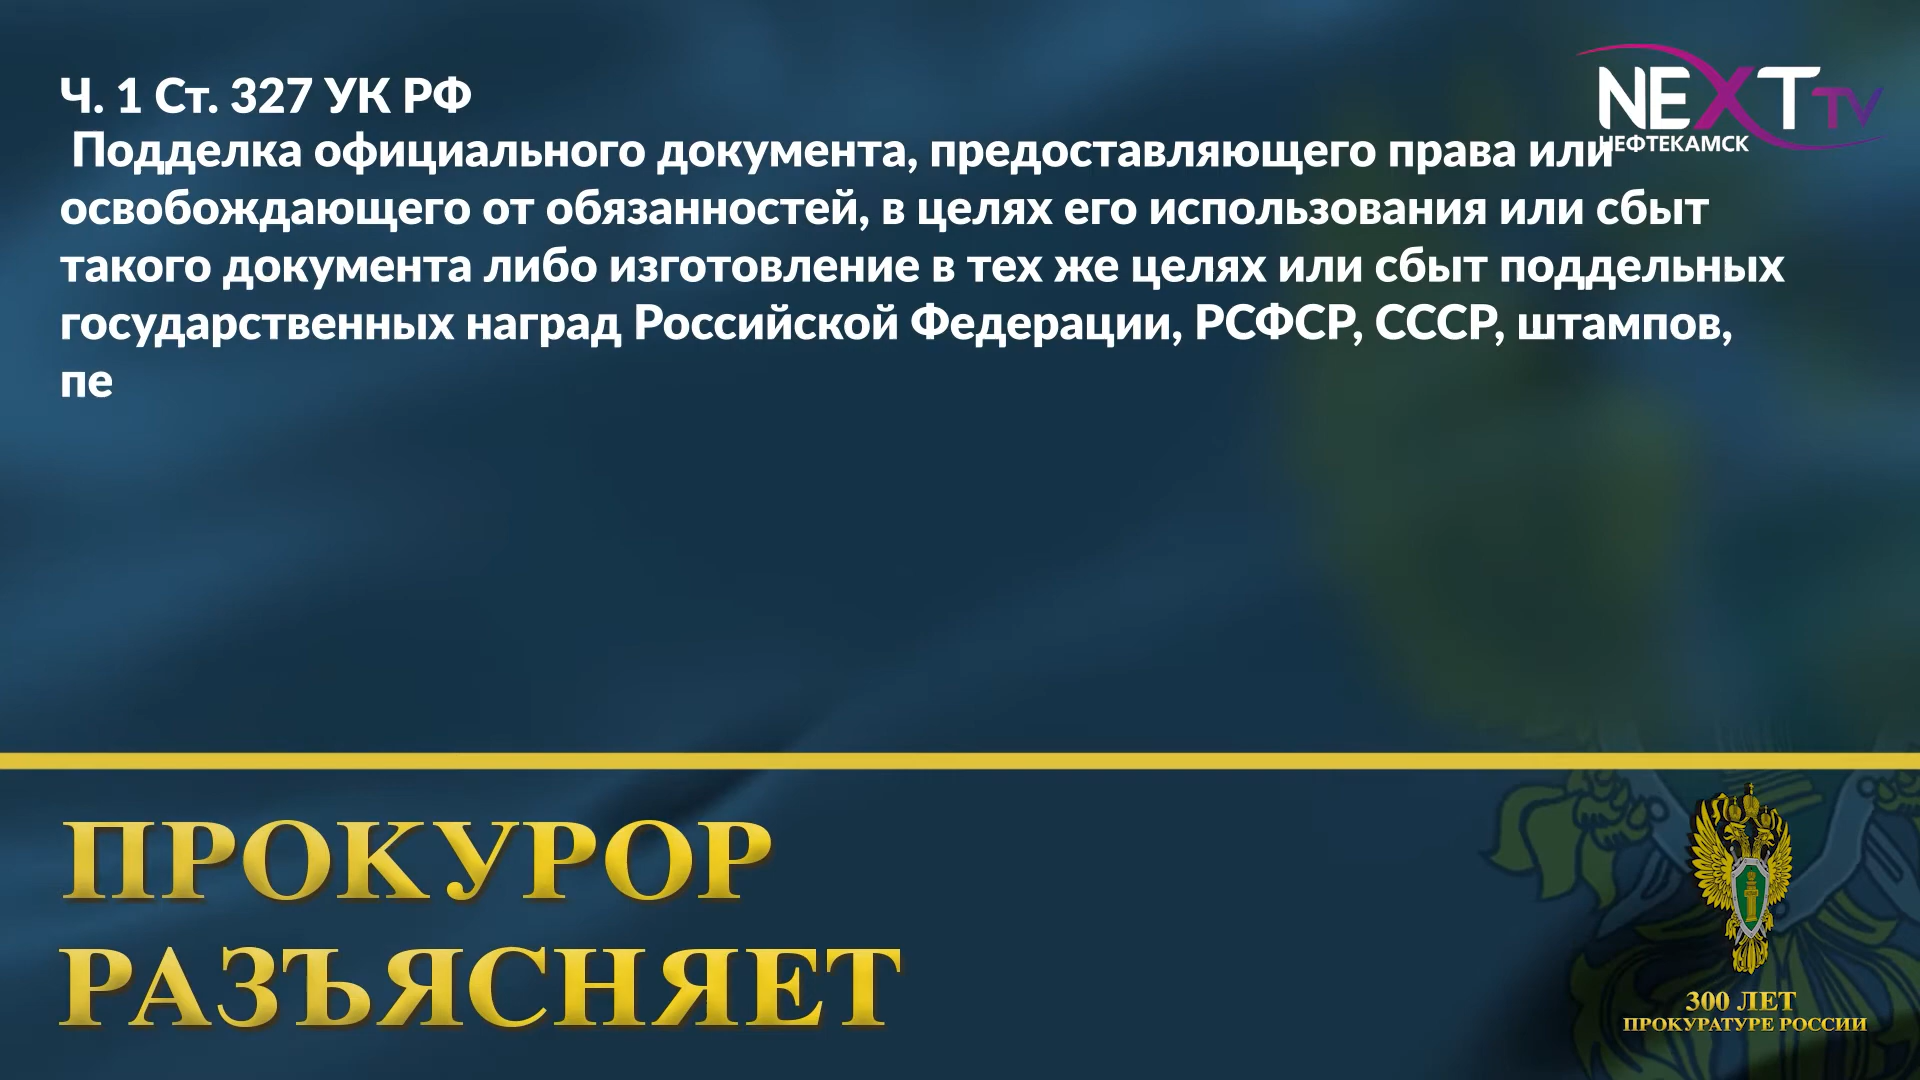 Ч. 1 Ст. 327 УК РФ
NEXT TV
НЕФТЕКАМСК
Подделка официального документа, предоставляющего права или
освобождающего от обязанностей, в целях его использования или сбыт
такого документа либо изготовление в тех же целях или сбыт поддельных
государственных наград Российской Федерации, РСФСР, СССР, штампов,
пе
ПРОКУРОР
РАЗЪЯСНЯЕТ
300 ЛЕТ
ПРОКУРАТУРЕ РОССИИ